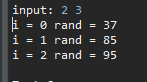 input: 2 3
i = 0 rand = 37
i = 1 rand = 85
i = 2 rand = 95